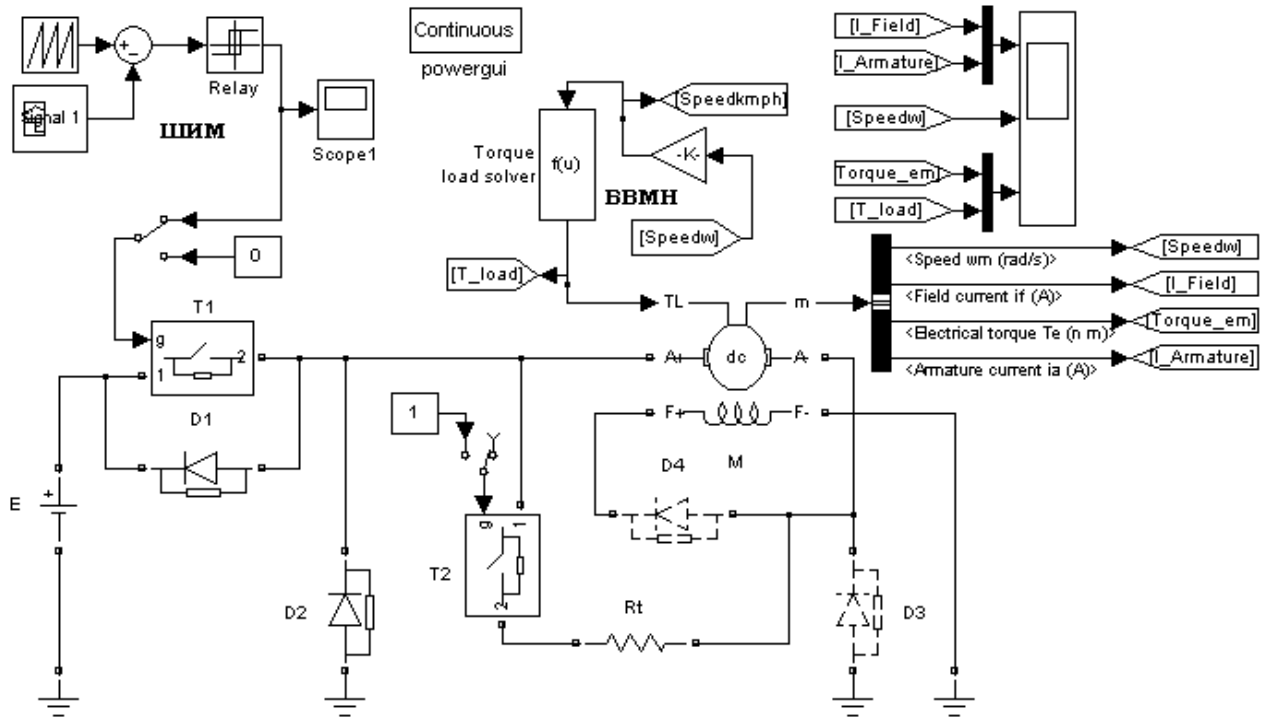 Continuous
powergui
Relay
Signal 1
ШИМ
Scope1
0
[Speedkmph]
Torque
load solver
f(u)
-K-
БВМН
[Speedw]
[T_load]
[I_Field]
[I_Armature]
[Speedw]
Torque_em]
[T_load]
[Speedw]
<Speed wm (rad/s)>
[I_Field]
<Field current if (A)>
[Torque_em]
<Electrical torque Te (n m)>
[I_Armature]
<Armature current ia (A)>
T1
g
1
2
D1
TL
m
A+
dc
A-
F+
F-
M
1
D4
E
+
g
1
T2
2
D2
Rt
D3